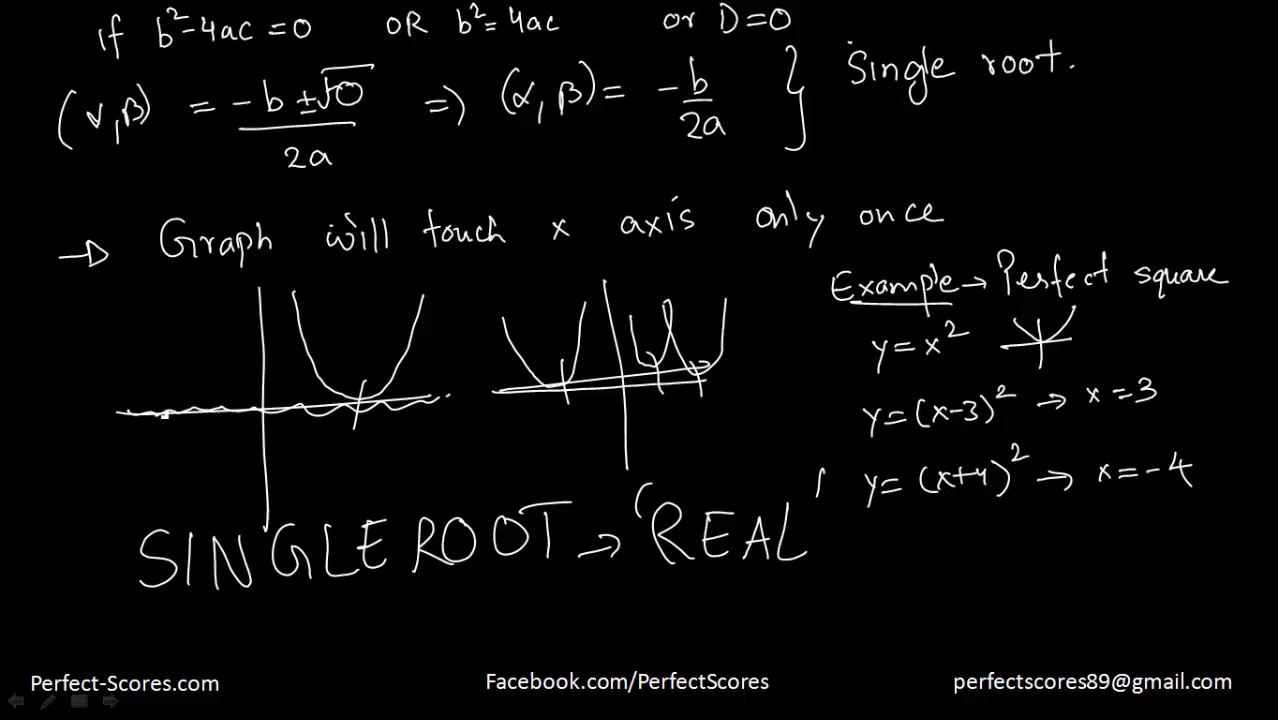 if b²-4ac = 0 OR b² = 4ac or D=0
(α,β) = -b ±√0 / 2a => (α, β) = -b / 2a } Single root.
→ Graph will touch x axis only once
Example → Perfect square
y = x²
y = (x-3)² → x = 3
y = (x+4)² → x = -4
SINGLE ROOT → 'REAL'
Perfect-Scores.com
Facebook.com/PerfectScores
perfectscores89@gmail.com